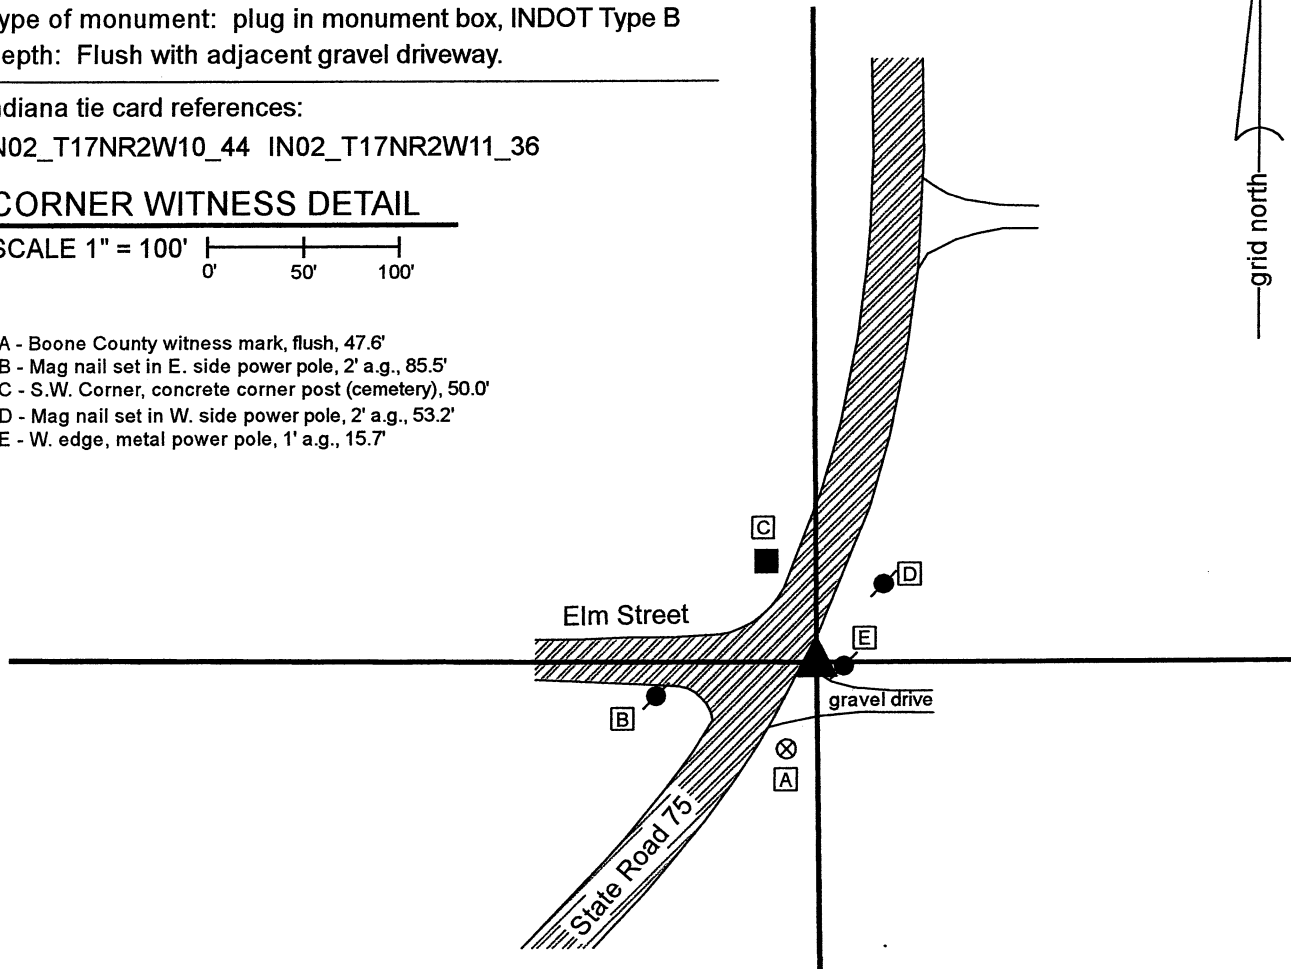 ype of monument: plug in monument box, INDOT Type B
epth: Flush with adjacent gravel driveway.
ndiana tie card references:
N02_T17NR2W10_44 IN02_T17NR2W11_36
CORNER WITNESS DETAIL
SCALE 1" = 100'
0' 50' 100'
A - Boone County witness mark, flush, 47.6'
B - Mag nail set in E. side power pole, 2' a.g., 85.5'
C - S.W. Corner, concrete corner post (cemetery), 50.0'
D - Mag nail set in W. side power pole, 2' a.g., 53.2'
E - W. edge, metal power pole, 1' a.g., 15.7'
grid north
C
D
Elm Street
E
gravel drive
B
A
State Road 75